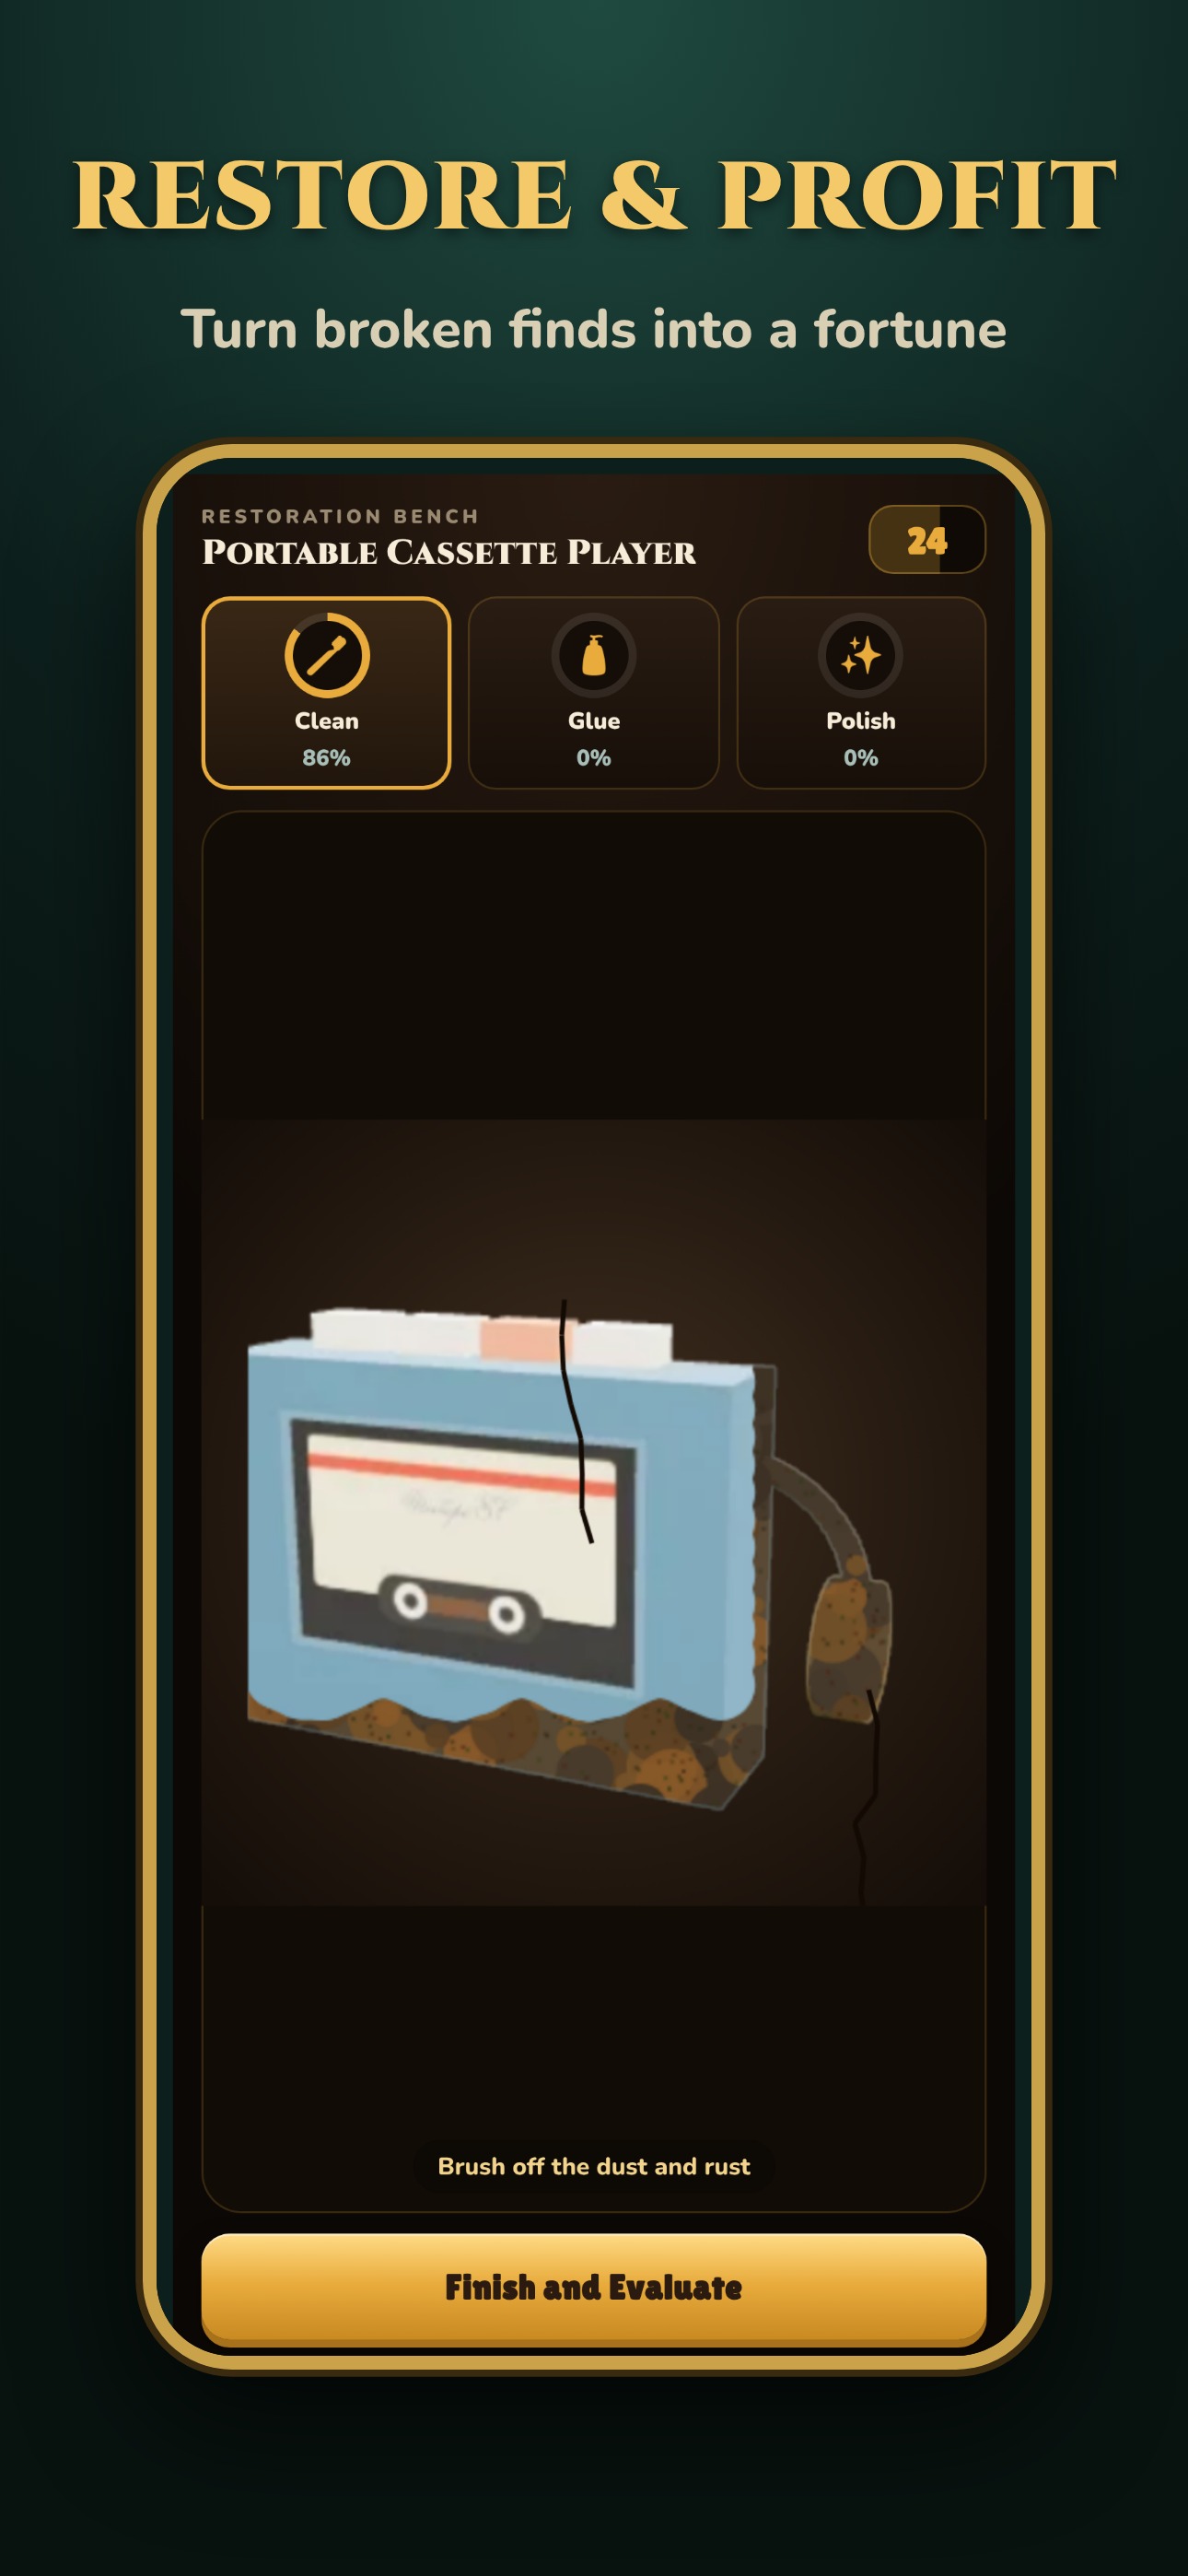 RESTORE & PROFIT
Turn broken finds into a fortune
RESTORATION BENCH
Portable Cassette Player
24
Clean
Glue
Polish
86%
0%
0%
Brush off the dust and rust
Finish and Evaluate